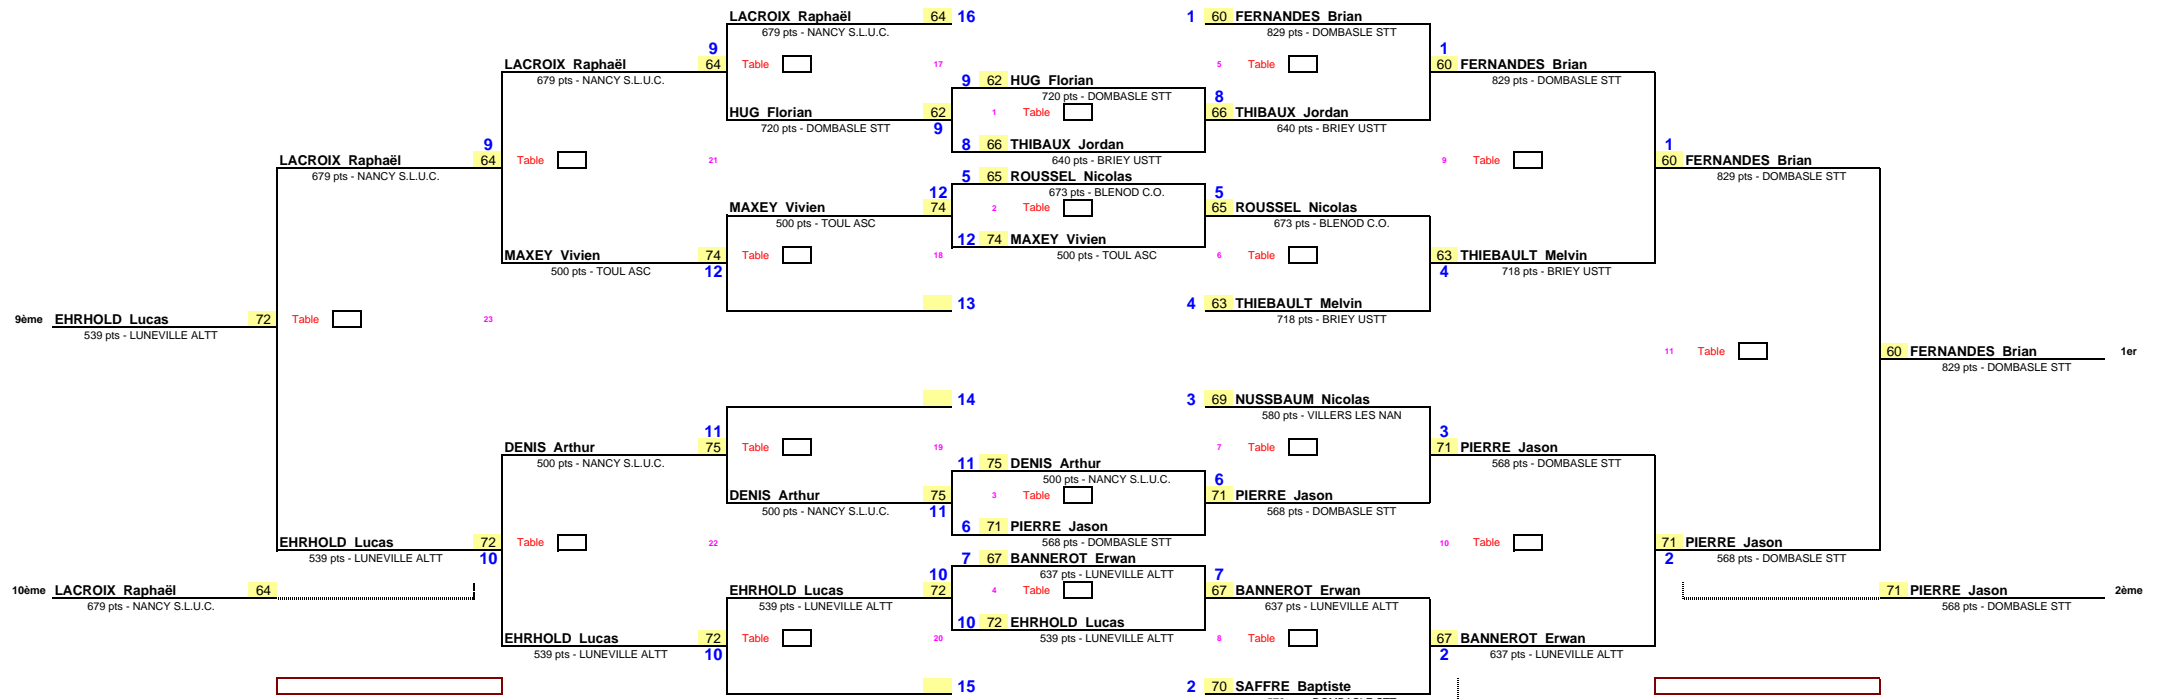 LACROIX Raphaël 64 16 1 60 FERNANDES Brian
679 pts - NANCY S.L.U.C. 829 pts - DOMBASLE STT
9 1
LACROIX Raphaël 64 Table 17 5 Table 60 FERNANDES Brian
679 pts - NANCY S.L.U.C. 9 62 HUG Florian 829 pts - DOMBASLE STT
720 pts - DOMBASLE STT 8
HUG Florian 62 1 Table 66 THIBAUX Jordan
720 pts - DOMBASLE STT 9 640 pts - BRIEY USTT
9 8 66 THIBAUX Jordan 1
LACROIX Raphaël 64 Table 21 640 pts - BRIEY USTT 9 Table 60 FERNANDES Brian
679 pts - NANCY S.L.U.C. 5 65 ROUSSEL Nicolas 829 pts - DOMBASLE STT
12 673 pts - BLENOD C.O. 5
MAXEY Vivien 74 2 Table 65 ROUSSEL Nicolas
500 pts - TOUL ASC 673 pts - BLENOD C.O.
12 74 MAXEY Vivien
MAXEY Vivien 74 Table 18 500 pts - TOUL ASC 6 Table 63 THIEBAULT Melvin
500 pts - TOUL ASC 12 4 718 pts - BRIEY USTT
13 4 63 THIEBAULT Melvin
9ème EHRHOLD Lucas 72 Table 23 718 pts - BRIEY USTT
539 pts - LUNEVILLE ALTT
11 Table 60 FERNANDES Brian 1er
829 pts - DOMBASLE STT
14 3 69 NUSSBAUM Nicolas
580 pts - VILLERS LES NAN
11 3
DENIS Arthur 75 Table 19 7 Table 71 PIERRE Jason
500 pts - NANCY S.L.U.C. 11 75 DENIS Arthur 568 pts - DOMBASLE STT
500 pts - NANCY S.L.U.C. 6
DENIS Arthur 75 3 Table 71 PIERRE Jason
500 pts - NANCY S.L.U.C. 11 568 pts - DOMBASLE STT
6 71 PIERRE Jason
EHRHOLD Lucas 72 Table 22 568 pts - DOMBASLE STT 10 Table 71 PIERRE Jason
539 pts - LUNEVILLE ALTT 10 7 67 BANNEROT Erwan 2 568 pts - DOMBASLE STT
10 637 pts - LUNEVILLE ALTT 7
10ème LACROIX Raphaël 64 EHRHOLD Lucas 72 4 Table 67 BANNEROT Erwan 71 PIERRE Jason 2ème
679 pts - NANCY S.L.U.C. 539 pts - LUNEVILLE ALTT 637 pts - LUNEVILLE ALTT 568 pts - DOMBASLE STT
10 72 EHRHOLD Lucas
EHRHOLD Lucas 72 Table 20 539 pts - LUNEVILLE ALTT 8 Table 67 BANNEROT Erwan
539 pts - LUNEVILLE ALTT 10 2 637 pts - LUNEVILLE ALTT
15 2 70 SAFFRE Baptiste